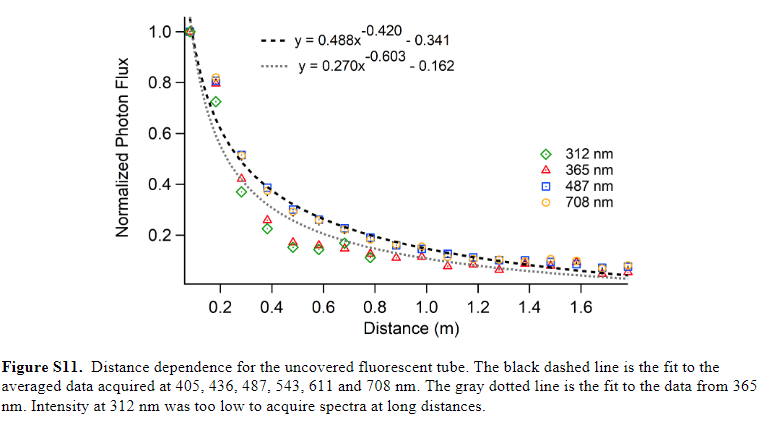 1.0
0.8
0.6
0.4
0.2
Normalized Photon Flux
y = 0.488x^-0.420 - 0.341
y = 0.270x^-0.603 - 0.162
312 nm
365 nm
487 nm
708 nm
0.2 0.4 0.6 0.8 1.0 1.2 1.4 1.6
Distance (m)
Figure S11. Distance dependence for the uncovered fluorescent tube. The black dashed line is the fit to the
averaged data acquired at 405, 436, 487, 543, 611 and 708 nm. The gray dotted line is the fit to the data from 365
nm. Intensity at 312 nm was too low to acquire spectra at long distances.